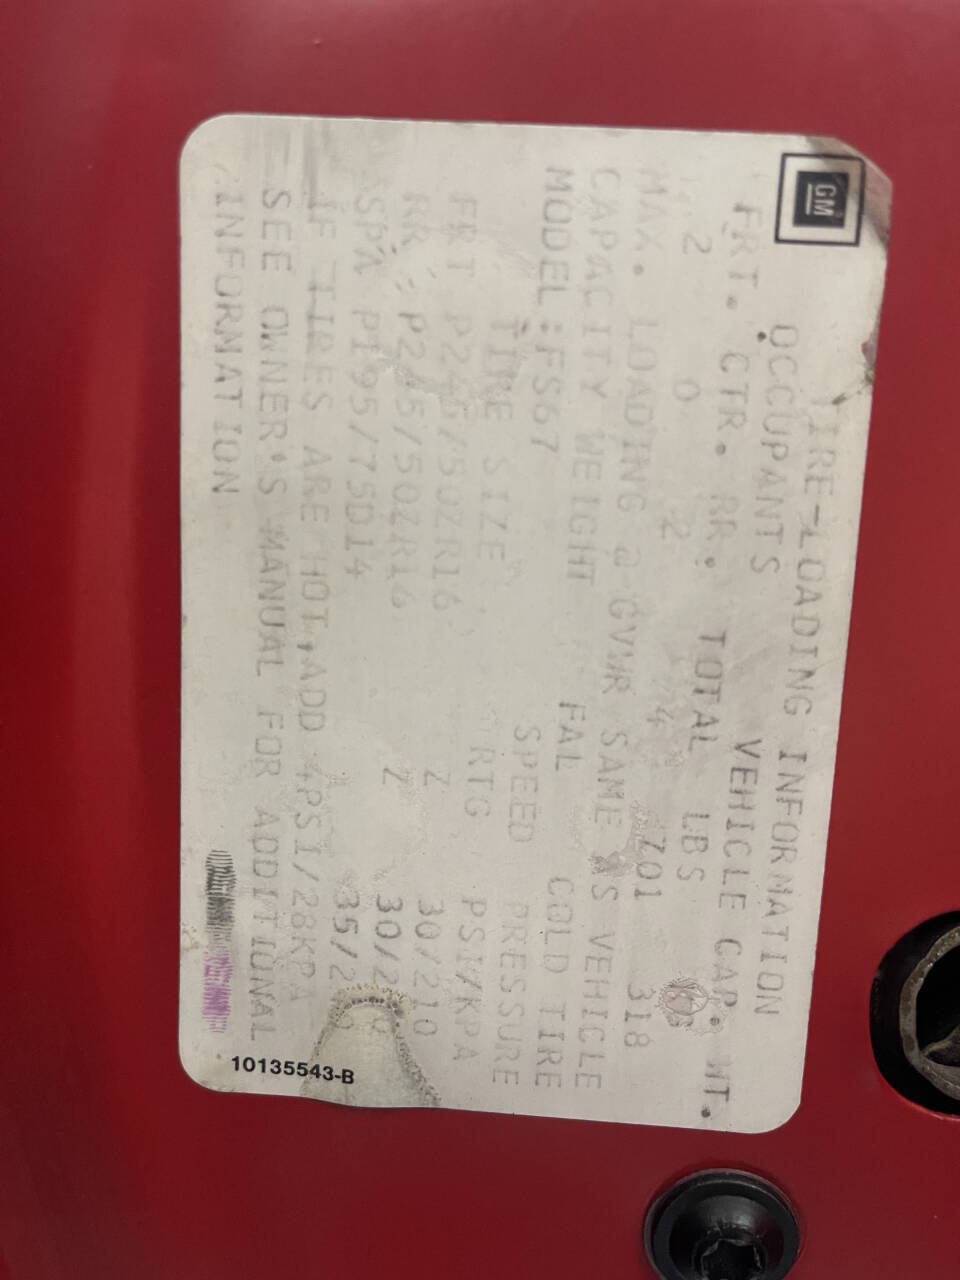 GM
TIRE-LOADING INFORMATION
OCCUPANTS VEHICLE CAP. WT.
FRT. CTR. RR. TOTAL LBS
2 0 2 4 701 318
MAX. LOADING @ GVWR SAME AS VEHICLE
CAPACITY WEIGHT FAL COLD TIRE
MODEL:FS67 SPEED PRESSURE
TIRE SIZE RTG PSI/KPA
FRT P245/50ZR16 Z 30/210
RR P245/50ZR16 Z 30/
SPA P195/75D14 35/
IF TIRES ARE HOT,ADD 4PSI/28KPA
SEE OWNER'S MANUAL FOR ADDITIONAL
INFORMATION
10135543-B